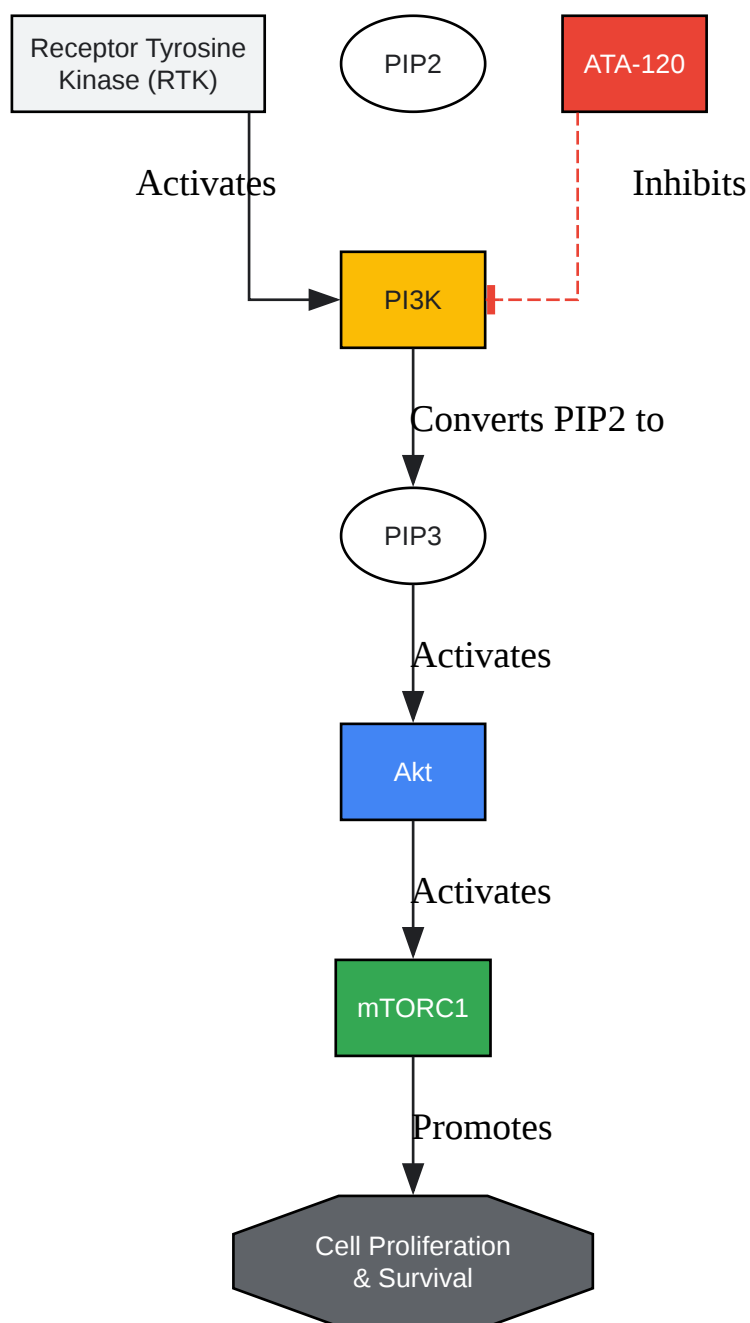 Receptor Tyrosine
Kinase (RTK)
PIP2
ATA-120
Activates
Inhibits
PI3K
Converts PIP2 to
PIP3
Activates
Akt
Activates
mTORC1
Promotes
Cell Proliferation
& Survival